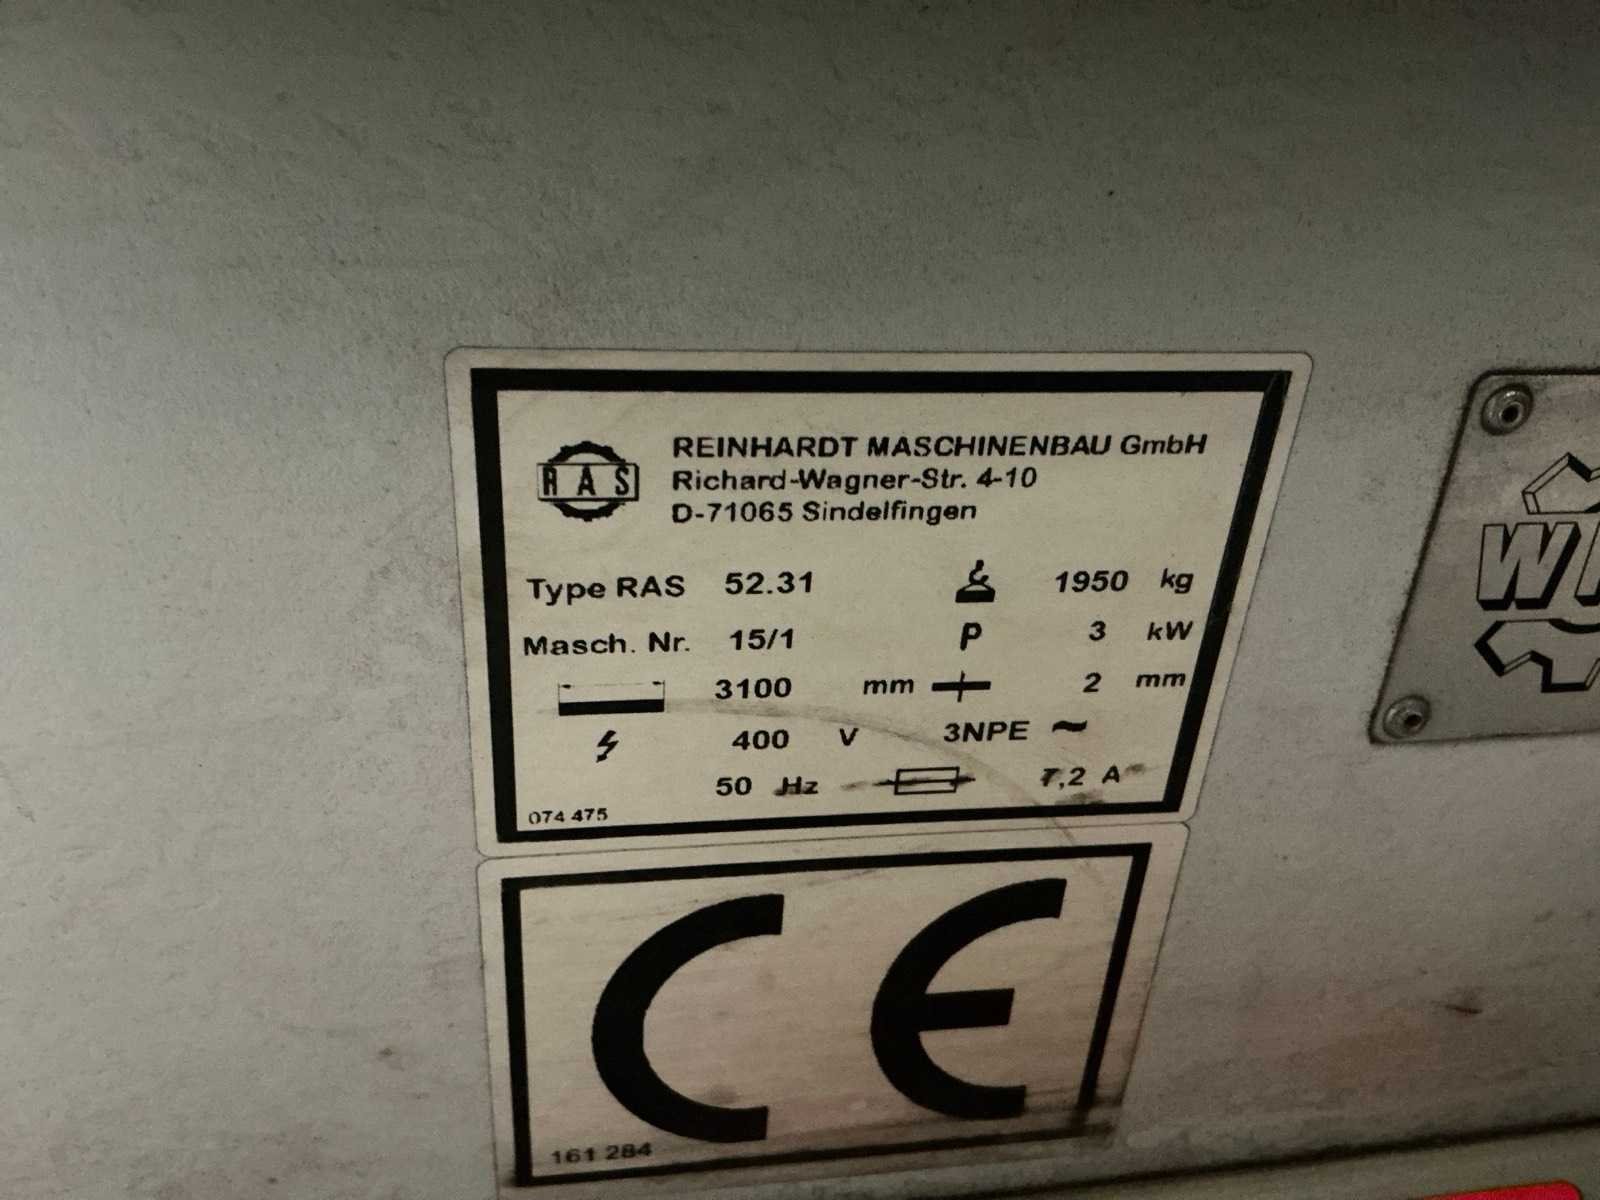 RAS
REINHARDT MASCHINENBAU GmbH
Richard-Wagner-Str. 4-10
D-71065 Sindelfingen
Type RAS 52.31 1950 kg
Masch. Nr. 15/1 P 3 kW
3100 mm 2 mm
400 V 3NPE ~
50 Hz 7,2 A
074 475
CE
161 284